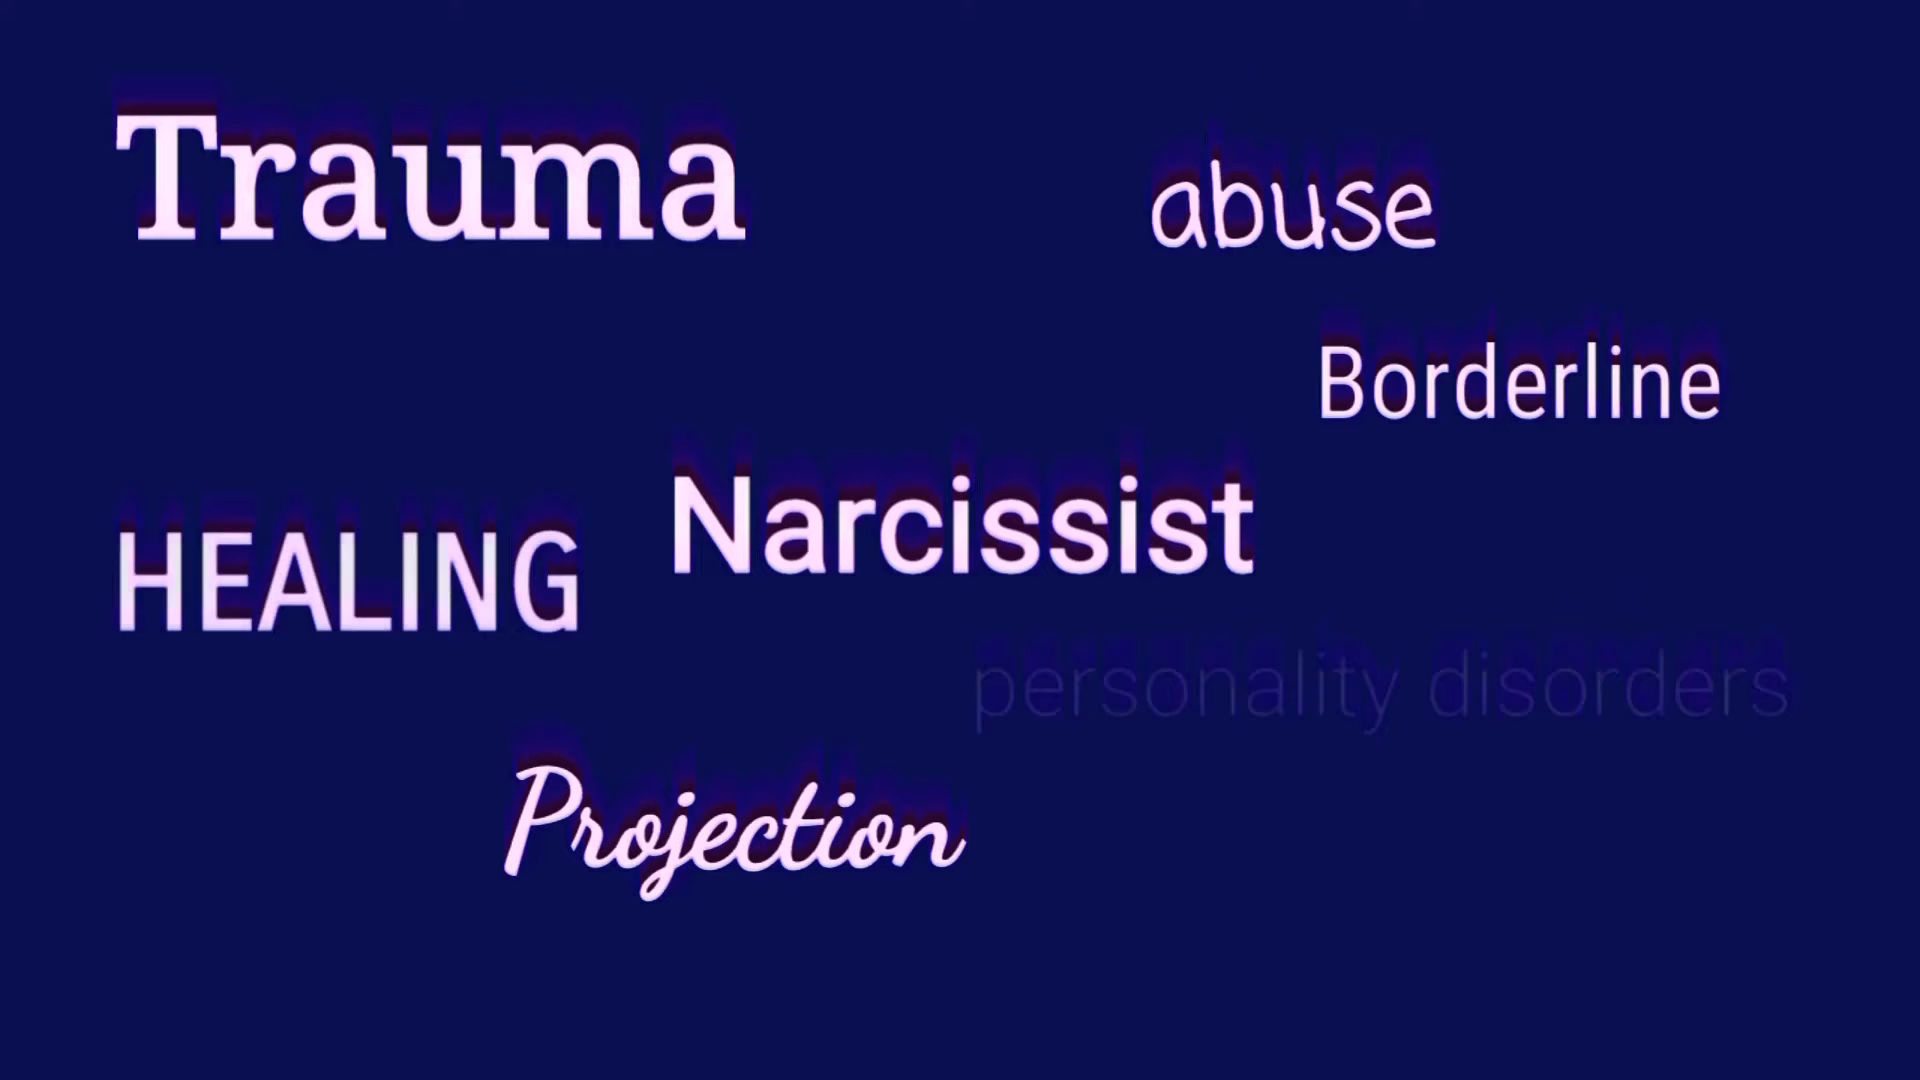 Trauma
abuse
Borderline
Narcissist
HEALING
personality disorders
Projection